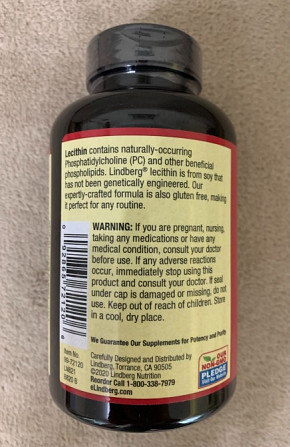 Lecithin contains naturally-occurring
Phosphatidylcholine (PC) and other beneficial
phospholipids. Lindberg® lecithin is from soy that
has not been genetically engineered. Our
expertly-crafted formula is also gluten free, making
it perfect for any routine.
WARNING: If you are pregnant, nursing,
taking any medications or have any
medical condition, consult your doctor
before use. If any adverse reactions
occur, immediately stop using this
product and consult your doctor. If seal
under cap is damaged or missing, do not
use. Keep out of reach of children. Store
in a cool, dry place.
We Guarantee Our Supplements for Potency and Purity
Carefully Designed and Distributed by
Lindberg, Torrance, CA 90505
©2020 Lindberg Nutrition
Reorder Call 1-800-338-7979
eLindberg.com
Item No.
OUR
NON-GMO
PLEDGE